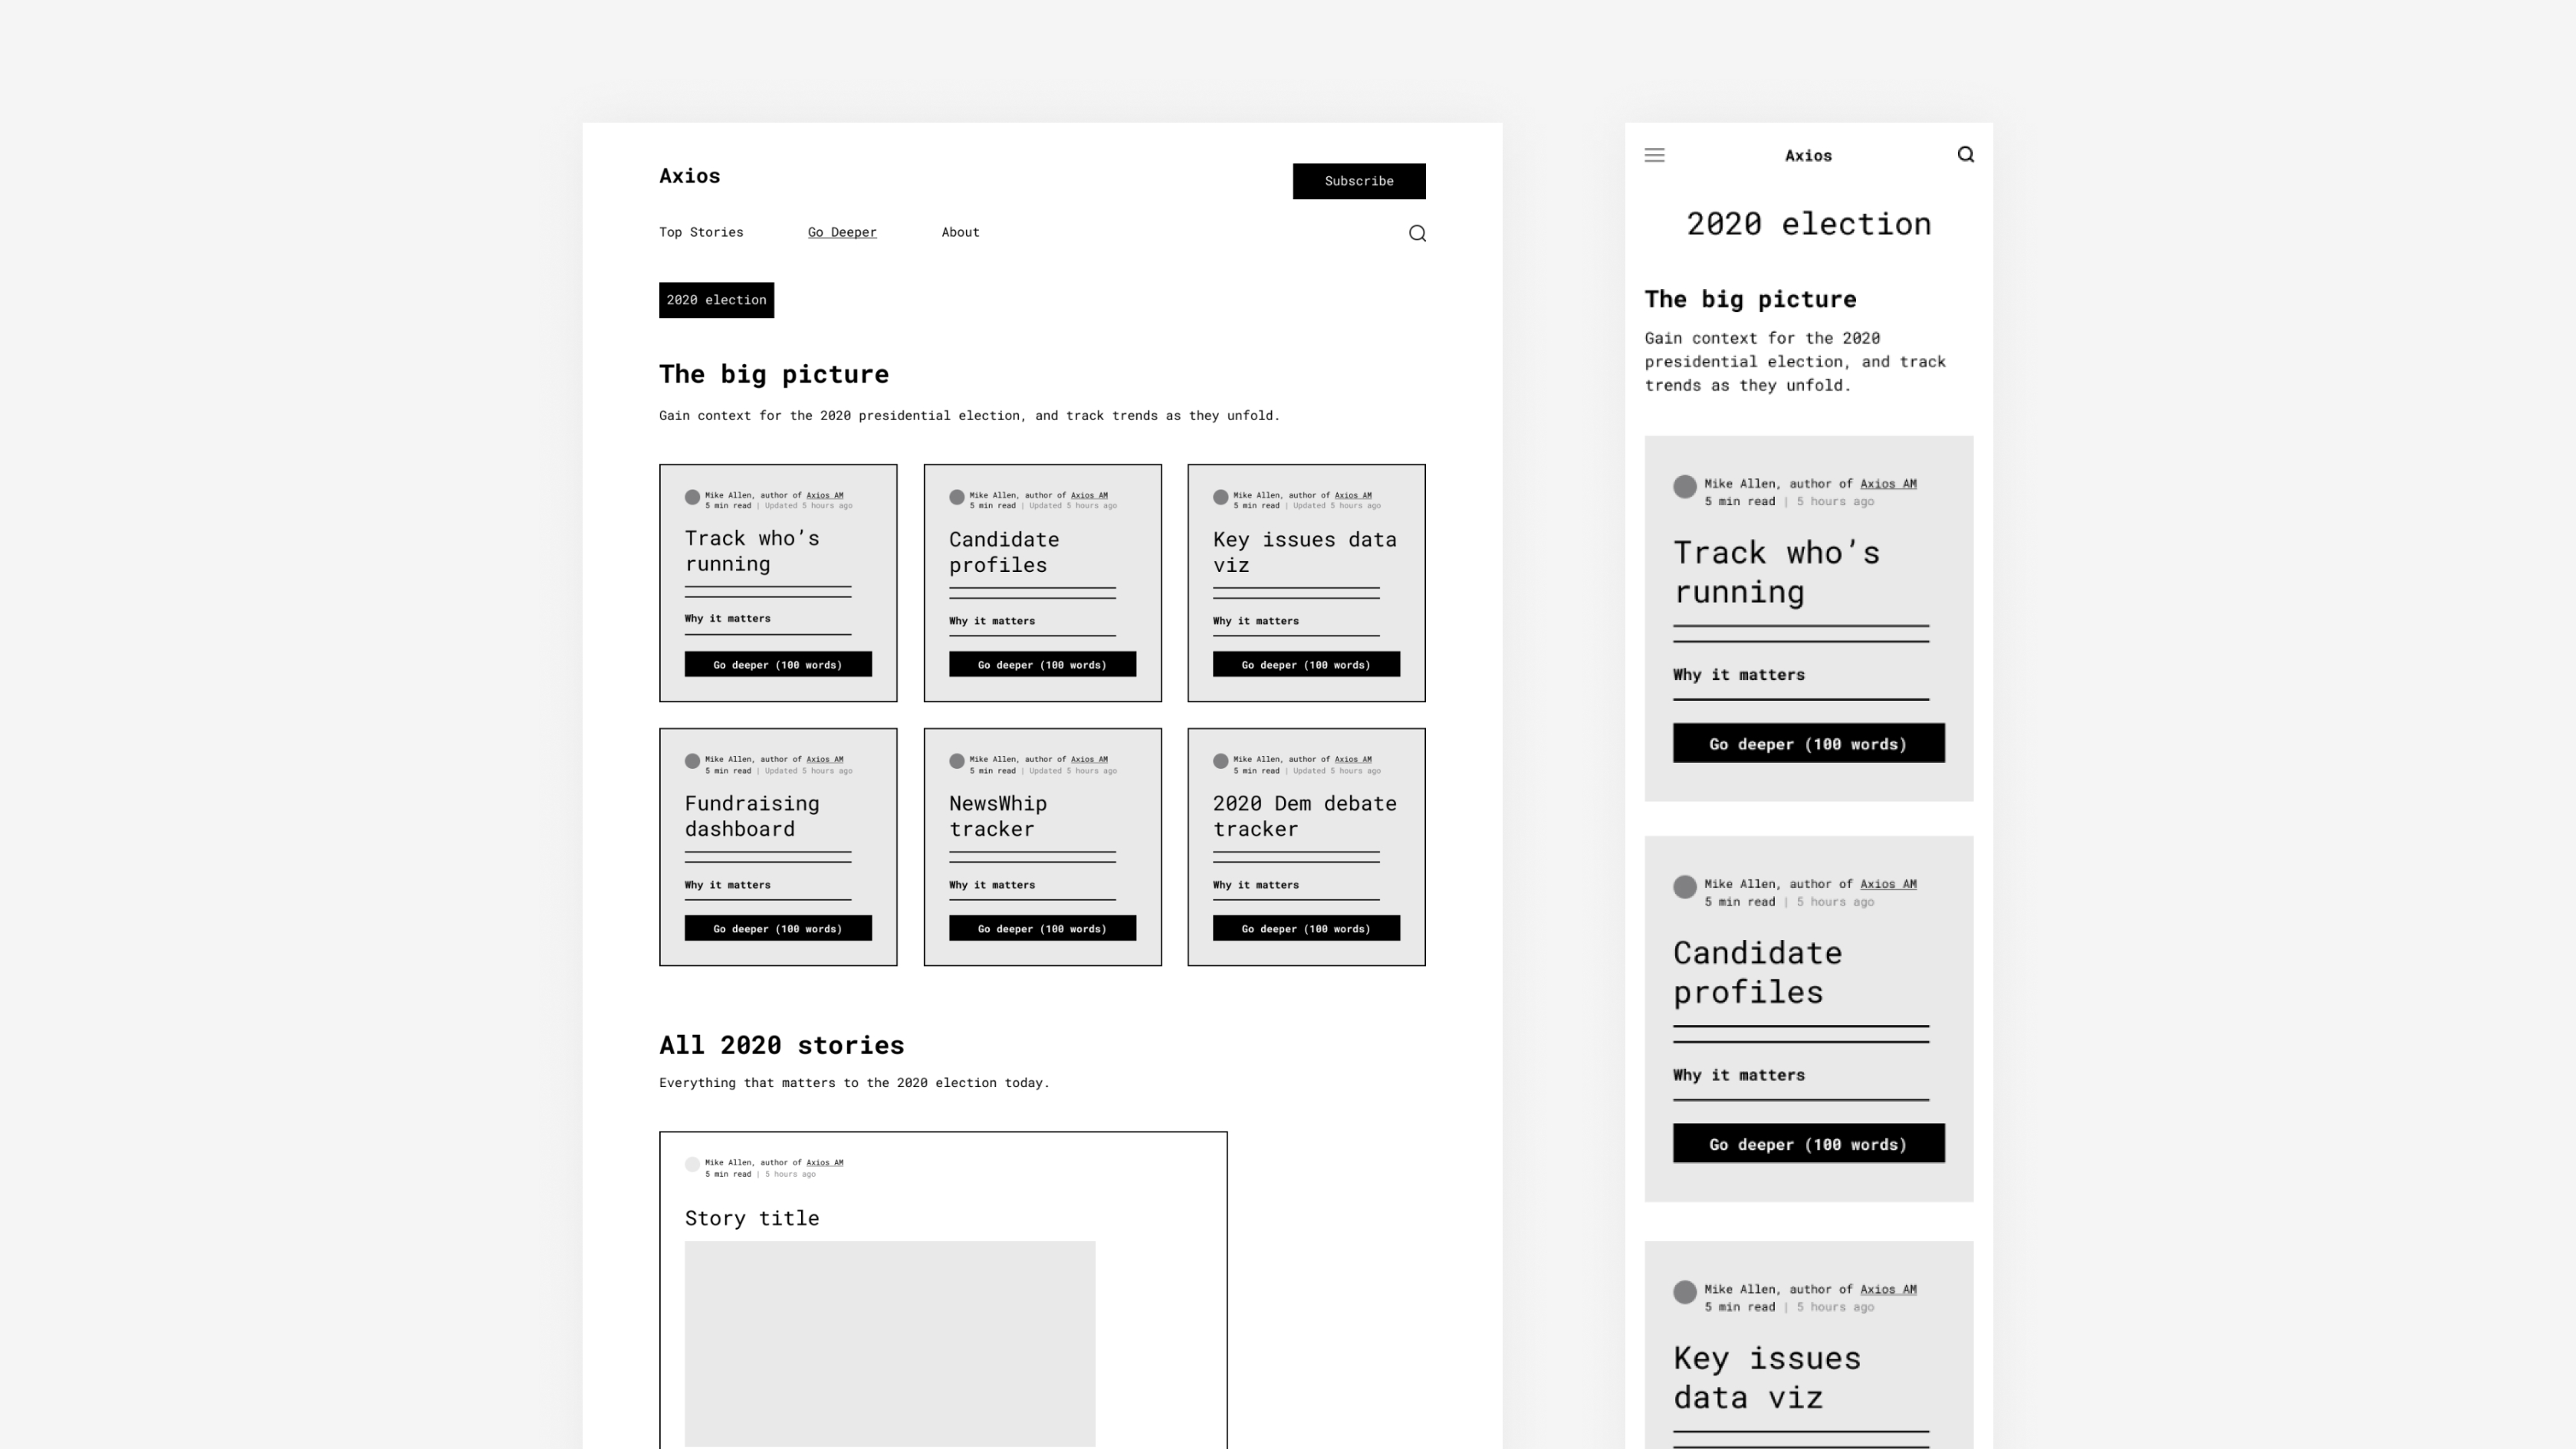 Axios
Subscribe
Top Stories
Go Deeper
About
2020 election
The big picture
Gain context for the 2020 presidential election, and track trends as they unfold.
Mike Allen, author of Axios AM
5 min read | Updated 5 hours ago
Track who’s
running
Why it matters
Go deeper (100 words)
Mike Allen, author of Axios AM
5 min read | Updated 5 hours ago
Candidate
profiles
Why it matters
Go deeper (100 words)
Mike Allen, author of Axios AM
5 min read | Updated 5 hours ago
Key issues data
viz
Why it matters
Go deeper (100 words)
Mike Allen, author of Axios AM
5 min read | Updated 5 hours ago
Fundraising
dashboard
Why it matters
Go deeper (100 words)
Mike Allen, author of Axios AM
5 min read | Updated 5 hours ago
NewsWhip
tracker
Why it matters
Go deeper (100 words)
Mike Allen, author of Axios AM
5 min read | Updated 5 hours ago
2020 Dem debate
tracker
Why it matters
Go deeper (100 words)
All 2020 stories
Everything that matters to the 2020 election today.
Mike Allen, author of Axios AM
5 min read | 5 hours ago
Story title
Axios
2020 election
The big picture
Gain context for the 2020
presidential election, and track
trends as they unfold.
Mike Allen, author of Axios AM
5 min read | 5 hours ago
Track who’s
running
Why it matters
Go deeper (100 words)
Mike Allen, author of Axios AM
5 min read | 5 hours ago
Candidate
profiles
Why it matters
Go deeper (100 words)
Mike Allen, author of Axios AM
5 min read | 5 hours ago
Key issues
data viz